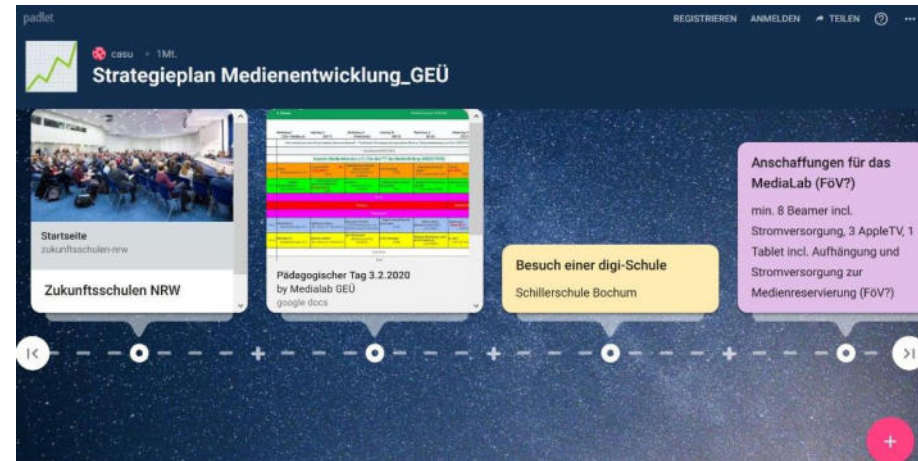 padlet
REGISTRIEREN ANMELDEN TEILEN
casu + 1Mt.
Strategieplan Medienentwicklung_GEÜ
Startseite
zukunftsschulen-nrw
Zukunftsschulen NRW
Pädagogischer Tag 3.2.2020
by Medialab GEÜ
google docs
Besuch einer digi-Schule
Schillerschule Bochum
Anschaffungen für das
MediaLab (FöV?)
min. 8 Beamer incl.
Stromversorgung, 3 AppleTV, 1
Tablet incl. Aufhängung und
Stromversorgung zur
Medienreservierung (FöV?)